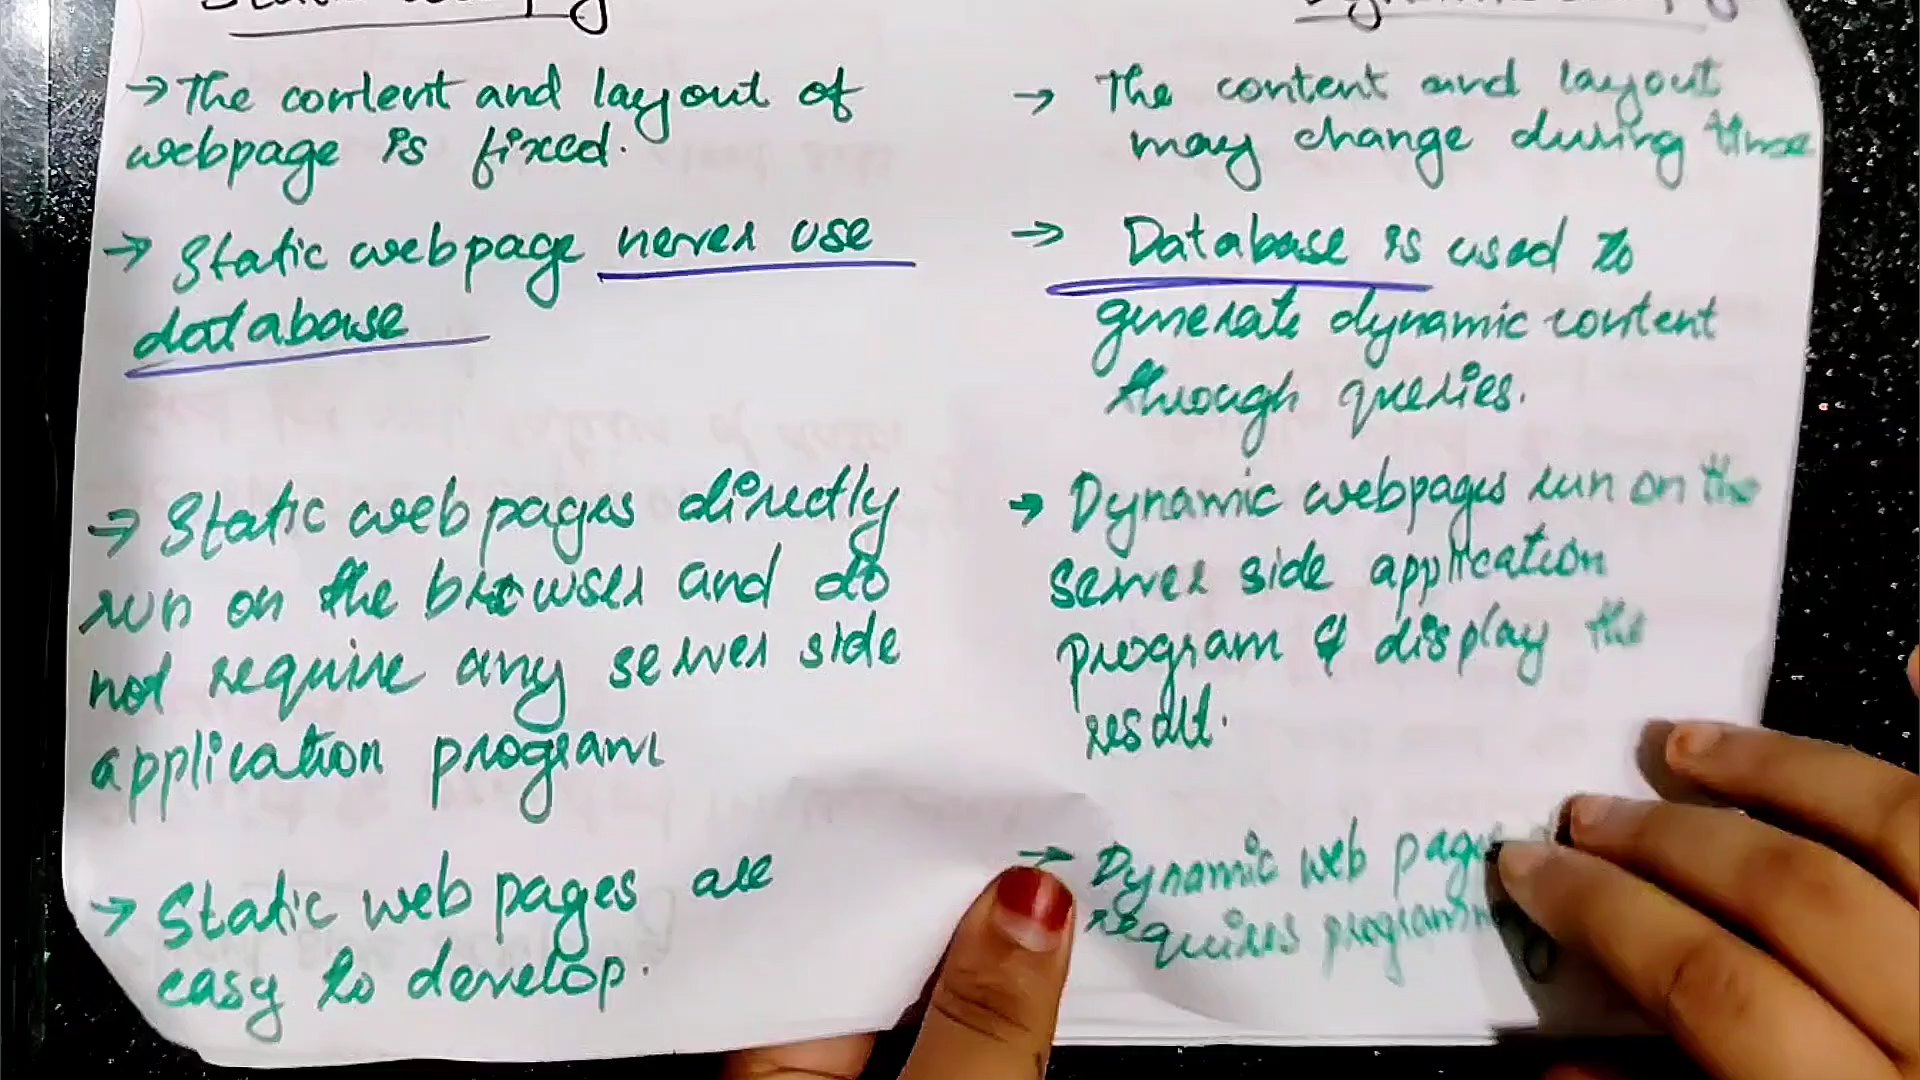 → The content and layout of
webpage is fixed.
→ Static webpage never use
database
→ Static web pages directly
run on the browser and do
not require any server side
application program
→ Static web pages are
easy to develop.
→ The content and layout
may change during
→ Database is used to
generate dynamic content
through queries.
→ Dynamic webpages run on the
server side application
program & display the
result.
→ Dynamic web
requires